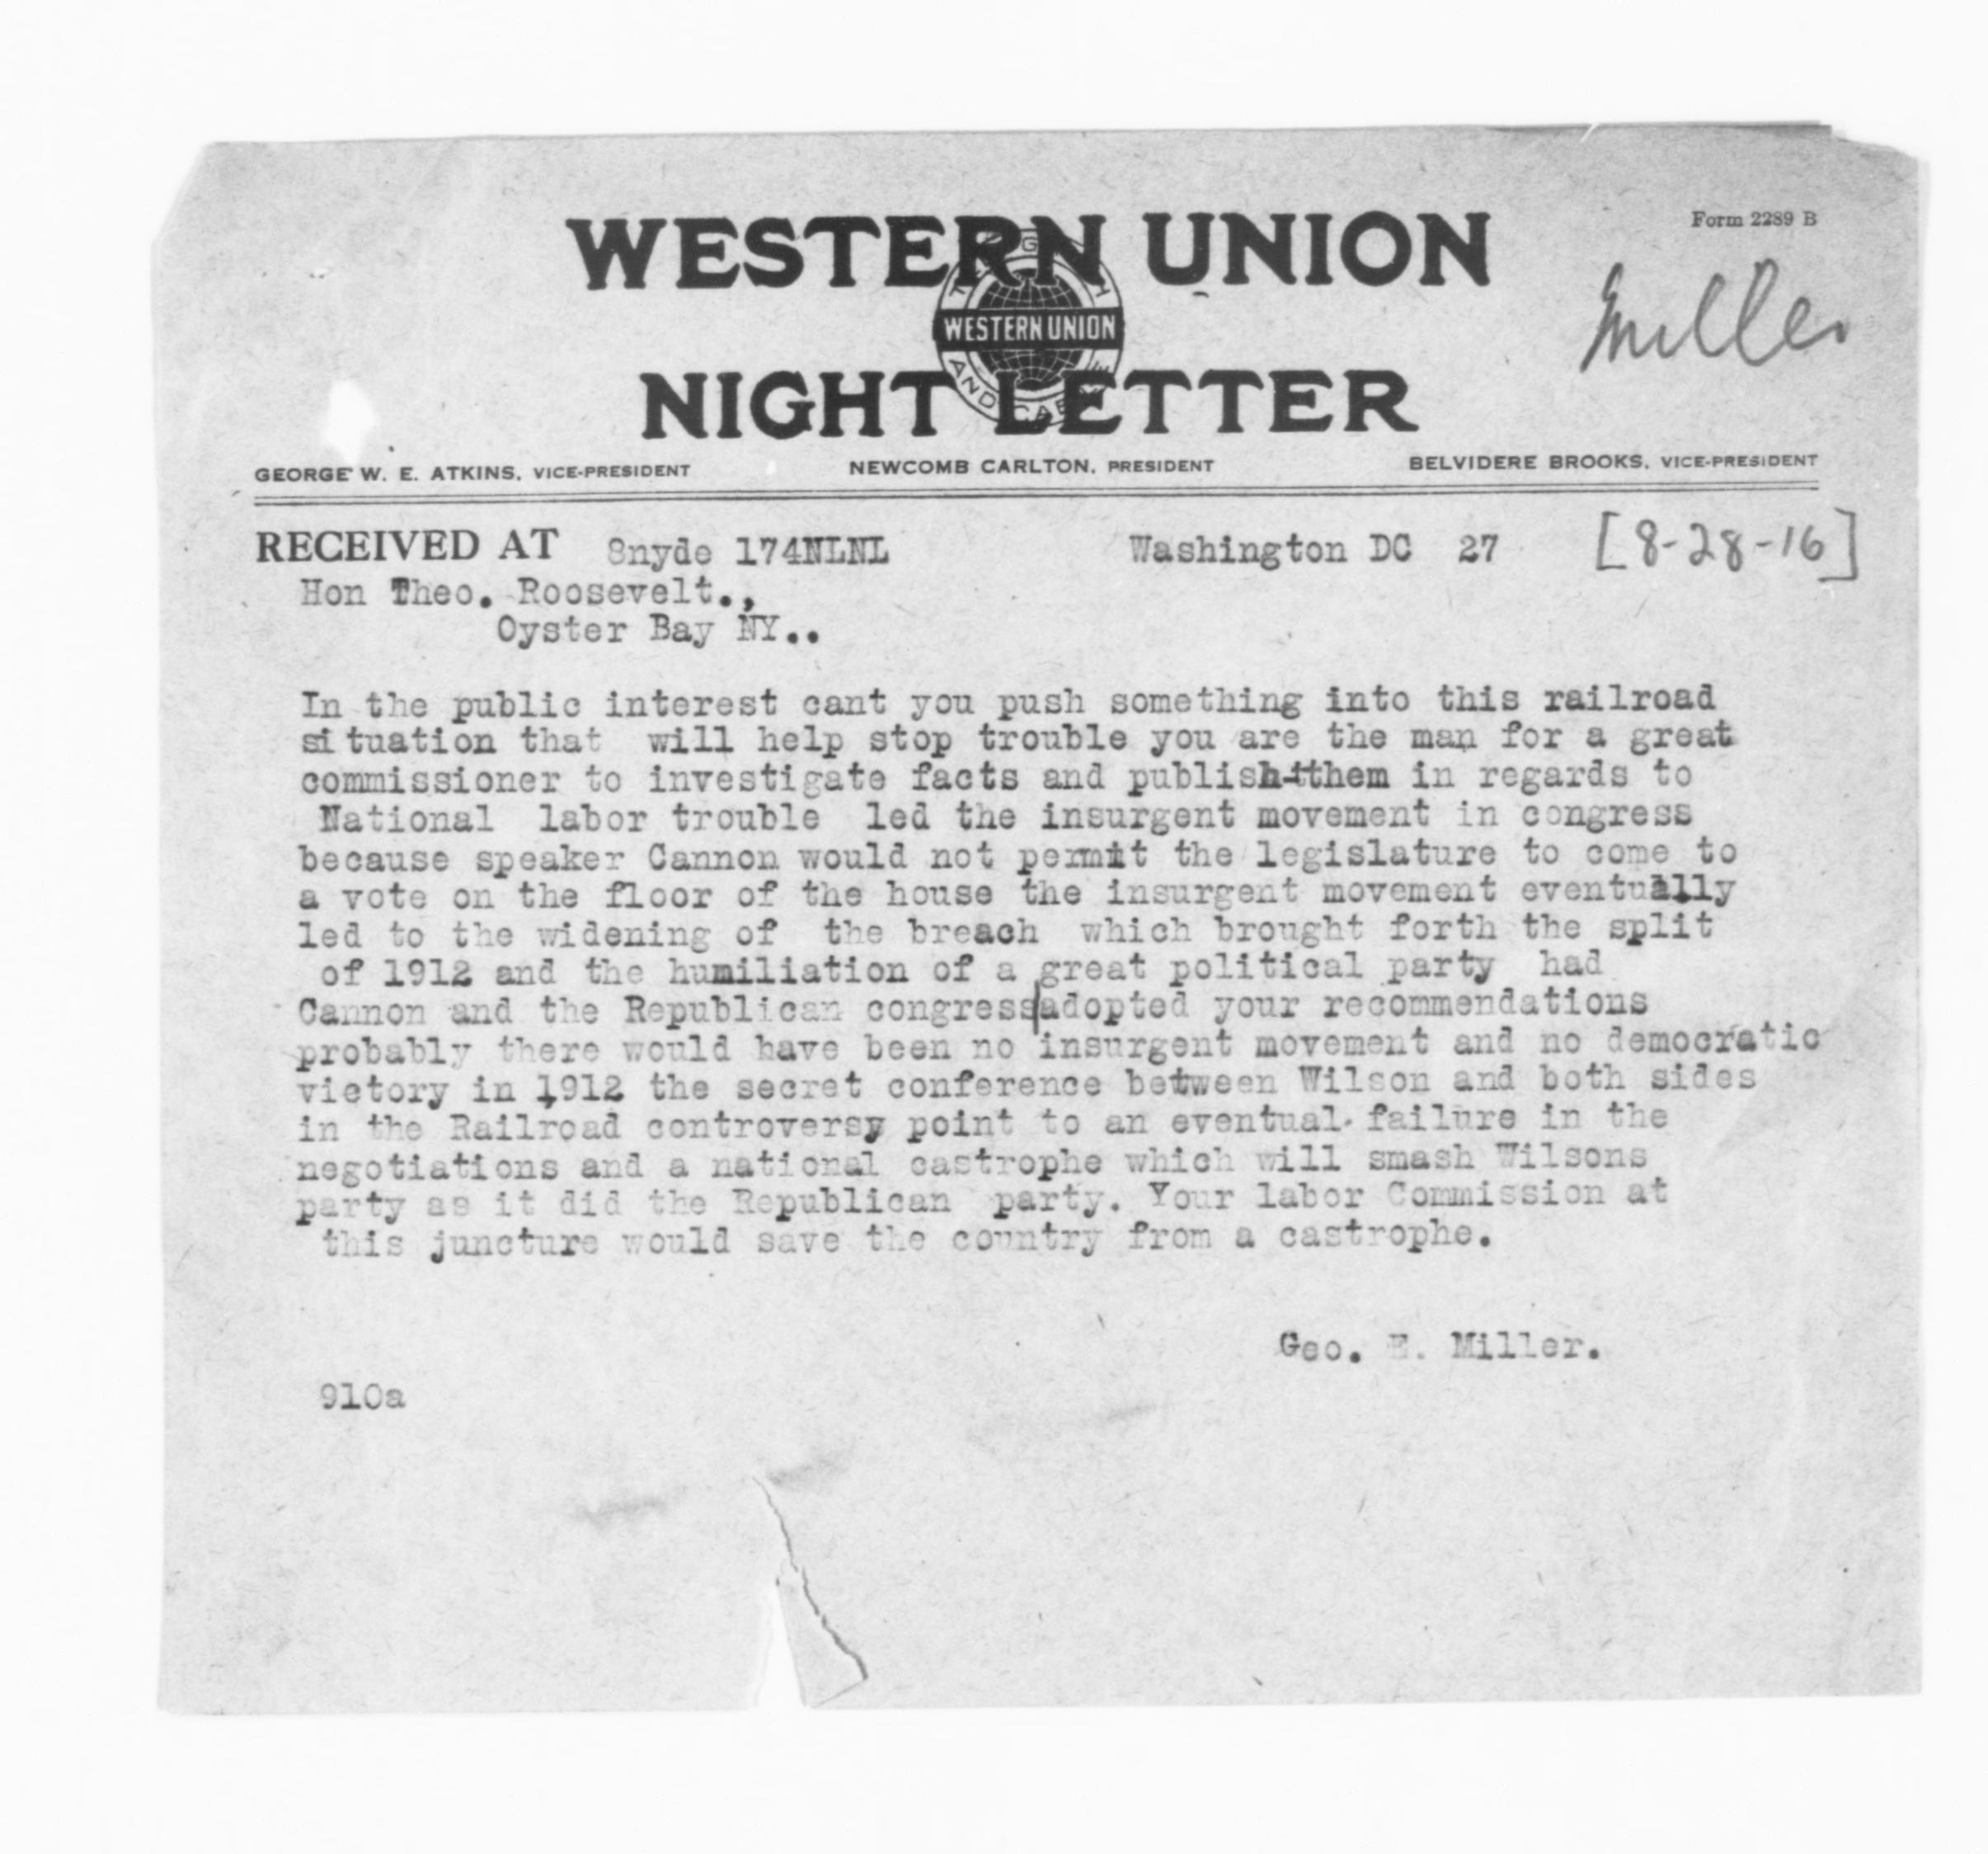 Form 2289 B
WESTERN UNION
WESTERN UNION
NIGHT LETTER
Miller
GEORGE W. E. ATKINS, VICE-PRESIDENT NEWCOMB CARLTON, PRESIDENT BELVIDERE BROOKS, VICE-PRESIDENT
RECEIVED AT 8nyde 174NLNL Washington DC 27 [8-28-16]
Hon Theo. Roosevelt.,
Oyster Bay NY..
In the public interest cant you push something into this railroad
situation that will help stop trouble you are the man for a great
commissioner to investigate facts and publish them in regards to
National labor trouble led the insurgent movement in congress
because speaker Cannon would not permit the legislature to come to
a vote on the floor of the house the insurgent movement eventually
led to the widening of the breach which brought forth the split
of 1912 and the humiliation of a great political party had
Cannon and the Republican congress|adopted your recommendations
probably there would have been no insurgent movement and no democratic
victory in 1912 the secret conference between Wilson and both sides
in the Railroad controversy point to an eventual failure in the
negotiations and a national castrophe which will smash Wilsons
party as it did the Republican party. Your labor Commission at
this juncture would save the country from a castrophe.
Geo. E. Miller.
910a